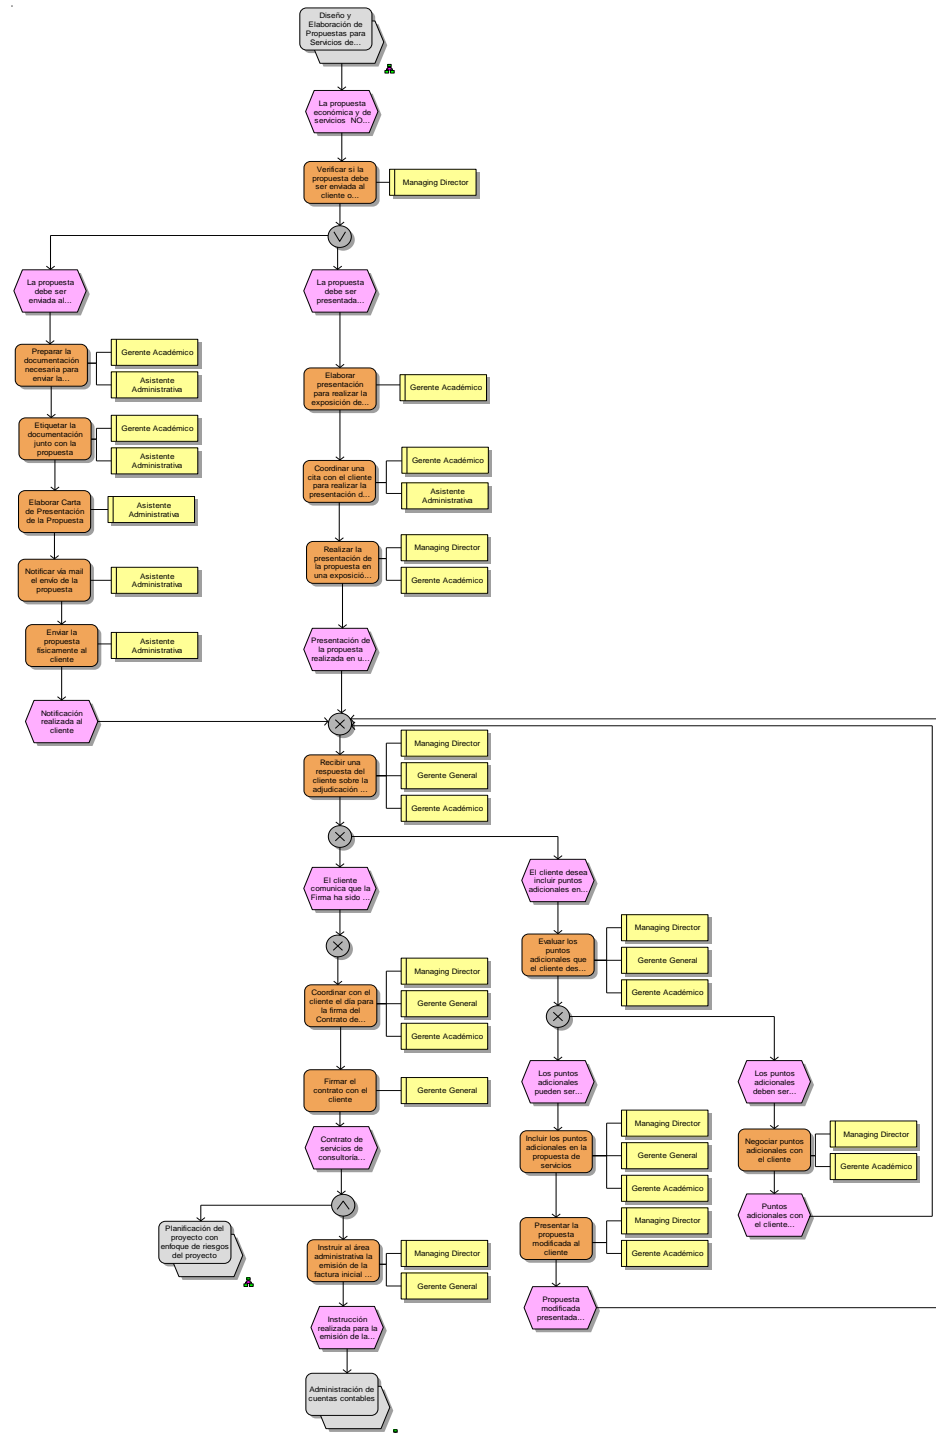 Diseño y
Elaboración de
Propuestas para
Servicios de...
La propuesta
económica y de
servicios NO...
Verificar si la
propuesta debe
ser enviada al
cliente o...
Managing Director
La propuesta
debe ser
enviada al...
La propuesta
debe ser
presentada...
Preparar la
documentación
necesaria para
enviar la...
Gerente Académico
Asistente
Administrativa
Elaborar
presentación
para realizar la
exposición de...
Gerente Académico
Etiquetar la
documentación
junto con la
propuesta
Gerente Académico
Asistente
Administrativa
Coordinar una
cita con el cliente
para realizar la
presentación d...
Gerente Académico
Asistente
Administrativa
Elaborar Carta
de Presentación
de la Propuesta
Asistente
Administrativa
Realizar la
presentación de
la propuesta en
una exposició...
Managing Director
Gerente Académico
Notificar vía mail
el envío de la
propuesta
Asistente
Administrativa
Enviar la
propuesta
físicamente al
cliente
Asistente
Administrativa
Presentación de
la propuesta
realizada en u...
Notificación
realizada al
cliente
Recibir una
respuesta del
cliente sobre la
adjudicación ...
Managing Director
Gerente General
Gerente Académico
El cliente
comunica que la
Firma ha sido ...
El cliente desea
incluir puntos
adicionales en...
Evaluar los
puntos
adicionales que
el cliente des...
Managing Director
Gerente General
Gerente Académico
Coordinar con el
cliente el día para
la firma del
Contrato de...
Managing Director
Gerente General
Gerente Académico
Los puntos
adicionales
pueden ser...
Los puntos
adicionales
deben ser...
Firmar el
contrato con el
cliente
Gerente General
Contrato de
servicios de
consultoría...
Incluir los puntos
adicionales en la
propuesta de
servicios
Managing Director
Gerente General
Gerente Académico
Negociar puntos
adicionales con
el cliente
Managing Director
Gerente Académico
Puntos
adicionales con
el cliente...
Planificación del
proyecto con
enfoque de riesgos
del proyecto
Instruir al área
administrativa la
emisión de la
factura inicial ...
Managing Director
Gerente General
Presentar la
propuesta
modificada al
cliente
Managing Director
Gerente Académico
Propuesta
modificada
presentada...
Instrucción
realizada para la
emisión de la...
Administración de
cuentas contables